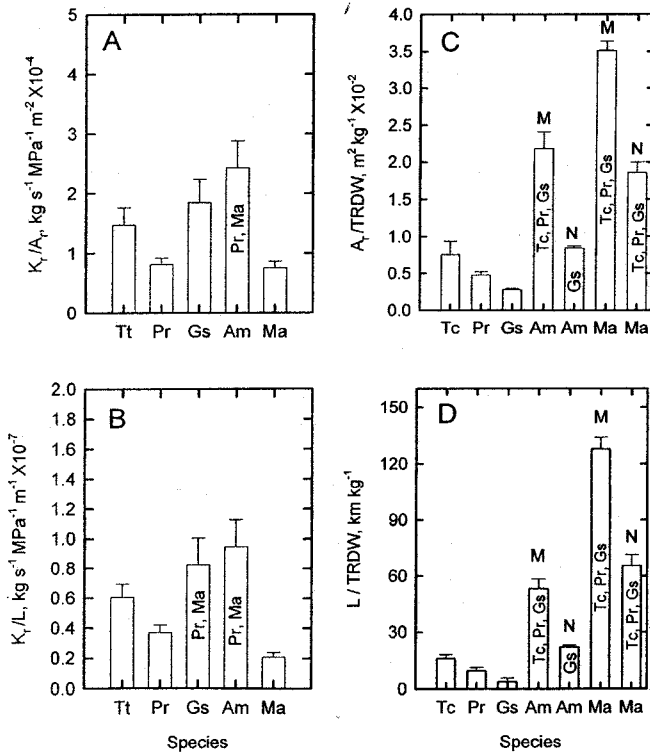 A
K_r/A_r, kg s⁻¹ MPa⁻¹ m⁻² X10⁻⁴
5
4
3
2
1
0
Pr, Ma
Tt Pr Gs Am Ma
B
K_r/L, kg s⁻¹ MPa⁻¹ m⁻¹ X10⁻⁷
2.0
1.8
1.6
1.4
1.2
1.0
0.8
0.6
0.4
0.2
0.0
Pr, Ma
Pr, Ma
Tt Pr Gs Am Ma
Species
C
A_r/TRDW, m² kg⁻¹ X10⁻²
4.0
3.5
3.0
2.5
2.0
1.5
1.0
0.5
0.0
M
Tc, Pr, Gs
N
Gs
M
Tc, Pr, Gs
N
Tc, Pr, Gs
Tc Pr Gs Am Am Ma Ma
D
L / TRDW, km kg⁻¹
150
120
90
60
30
0
M
Tc, Pr, Gs
N
Gs
M
Tc, Pr, Gs
N
Tc, Pr, Gs
Tc Pr Gs Am Am Ma Ma
Species